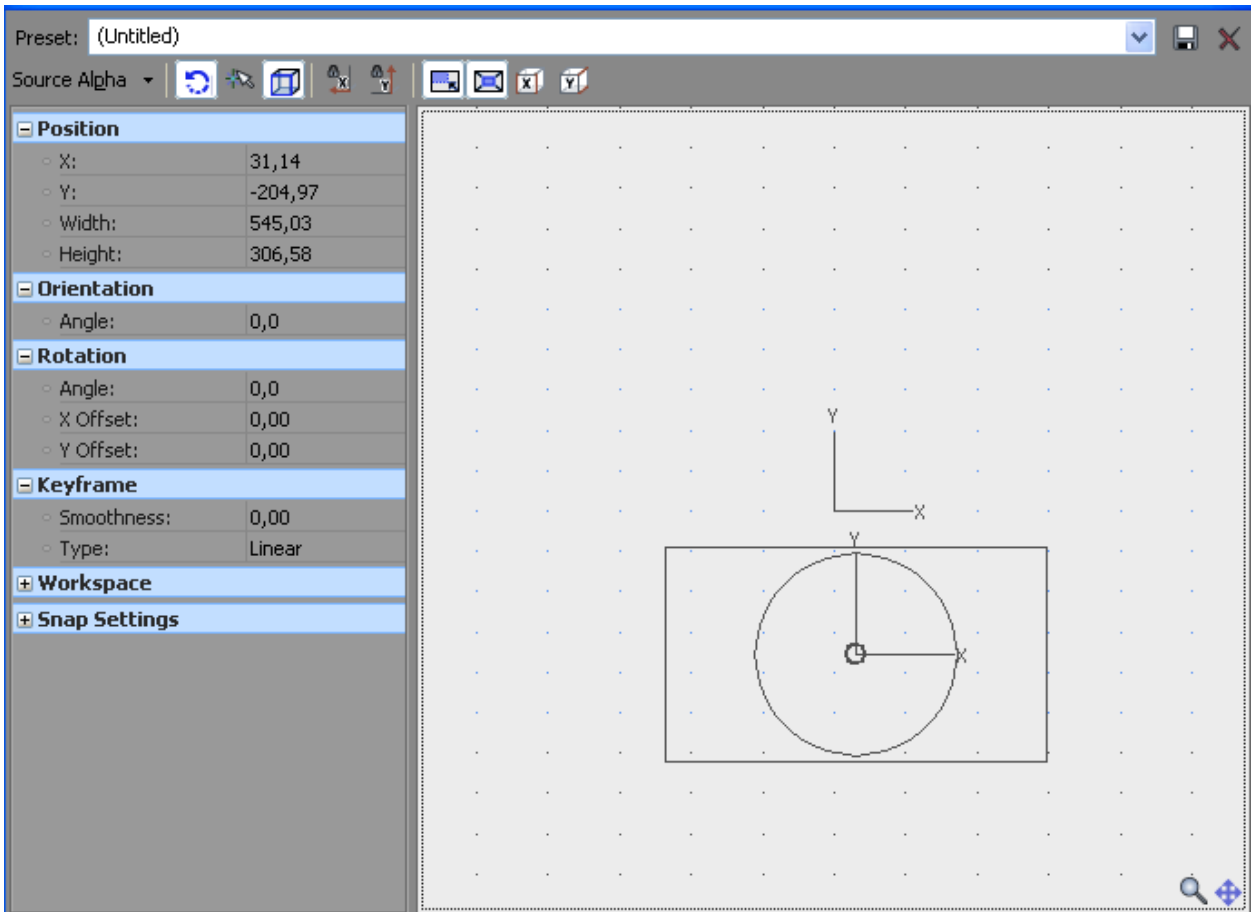 Preset: (Untitled)
Source Alpha
X Y X Y
Position
X: 31,14
Y: -204,97
Width: 545,03
Height: 306,58
Orientation
Angle: 0,0
Rotation
Angle: 0,0
X Offset: 0,00
Y Offset: 0,00
Keyframe
Smoothness: 0,00
Type: Linear
Workspace
Snap Settings
Y
X
Y
X